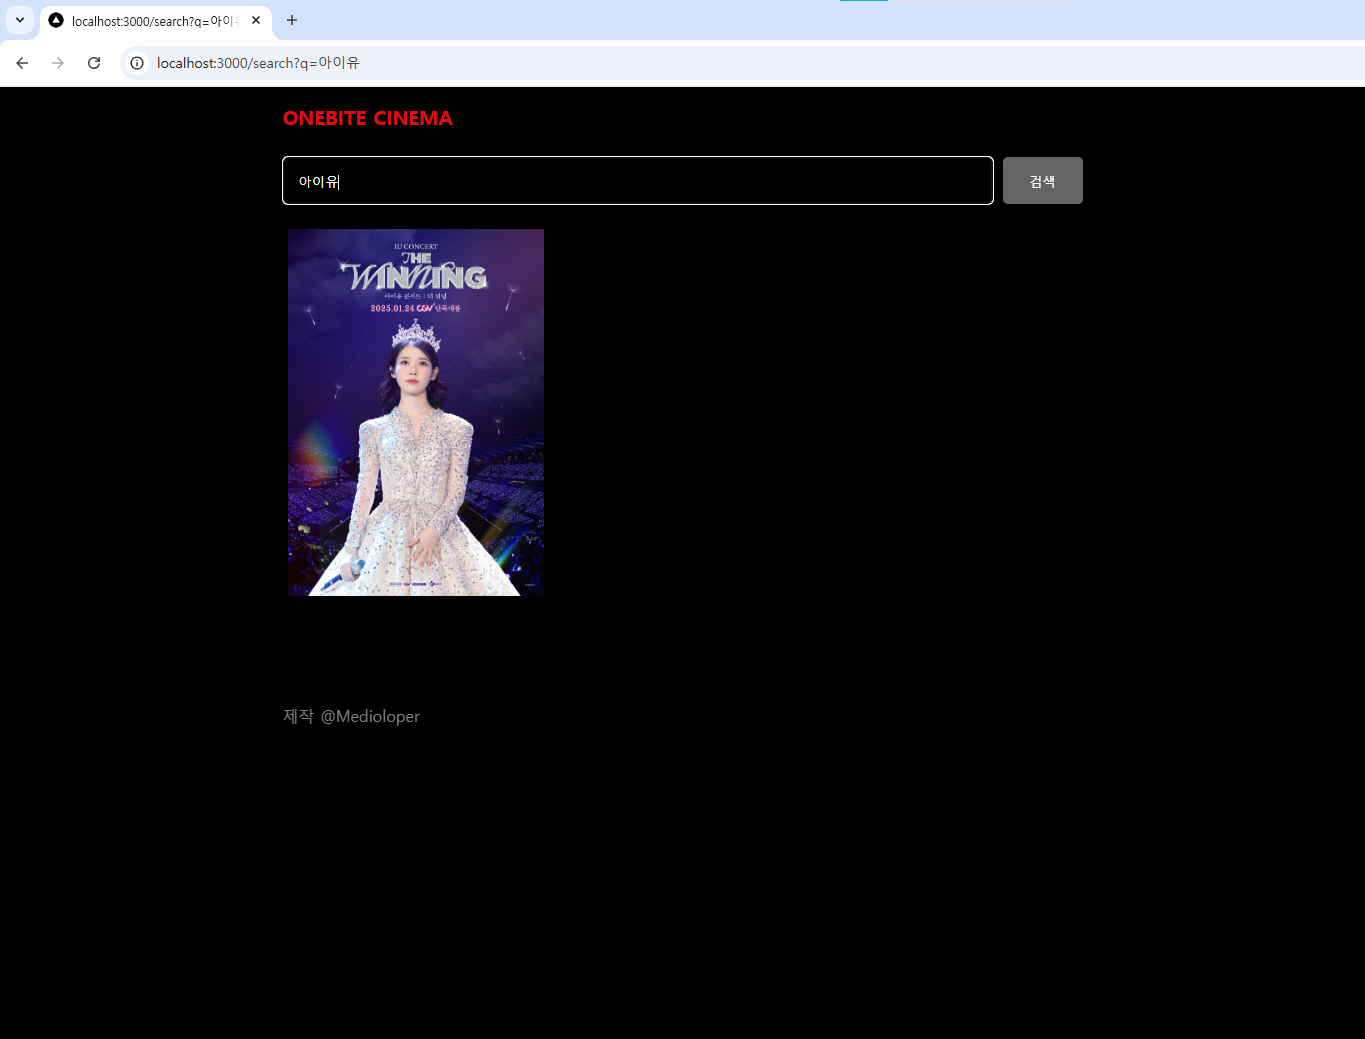 localhost:3000/search?q=아이
localhost:3000/search?q=아이유
ONEBITE CINEMA
아이유
검색
IU CONCERT
THE
WINNING
아이유 콘서트 : 더 위닝
2025.01.24 CGV 단독개봉
제작 @Medioloper